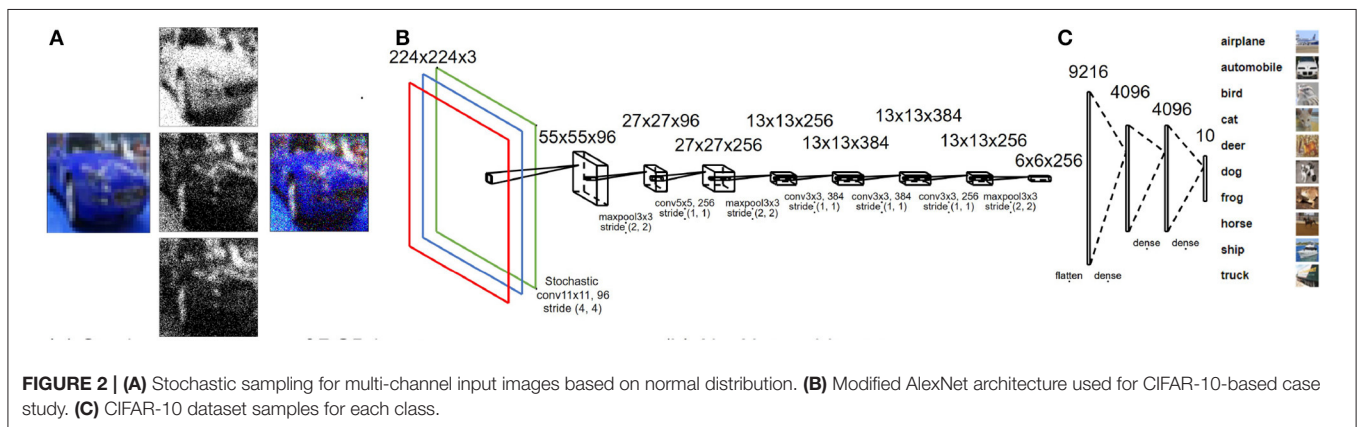 A
B
C
224x224x3
55x55x96
27x27x96
27x27x256
13x13x256
13x13x384
13x13x384
13x13x256
6x6x256
Stochastic
conv11x11, 96
stride (4, 4)
maxpool3x3
stride (2, 2)
conv5x5, 256
stride (1, 1)
maxpool3x3
stride (2, 2)
conv3x3, 384
stride (1, 1)
conv3x3, 384
stride (1, 1)
conv3x3, 256
stride (1, 1)
maxpool3x3
stride (2, 2)
9216
4096
4096
10
flatten
dense
dense
dense
airplane
automobile
bird
cat
deer
dog
frog
horse
ship
truck
FIGURE 2 | (A) Stochastic sampling for multi-channel input images based on normal distribution. (B) Modified AlexNet architecture used for CIFAR-10-based case
study. (C) CIFAR-10 dataset samples for each class.